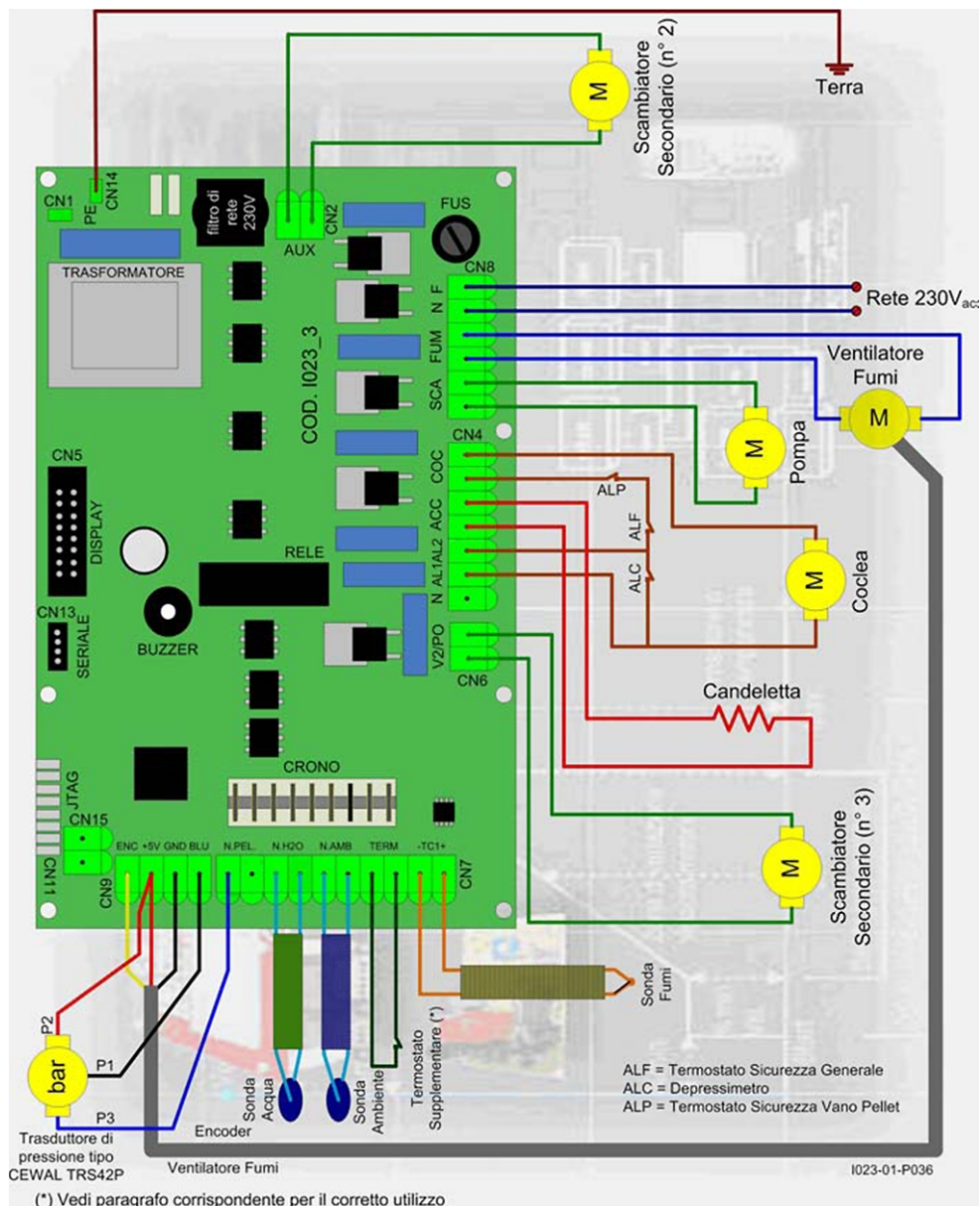 Terra
Scambiatore
Secondario (n° 2)
CN1
PE
CN14
filtro di
rete
230V
CN2
AUX
FUS
TRASFORMATORE
CN8
F
N
FUM
SCA
Rete 230Vac±
Ventilatore
Fumi
M
M
M
Pompa
COD. I023_3
CN4
COC
ACC
AL1AL2
N
ALP
ALF
ALC
M
Coclea
CN5
DISPLAY
RELE
CN13
SERIALE
BUZZER
V2/PO
CN6
Candeletta
CRONO
JTAG
CN15
CN11
CN9
ENC +5V GND BLU
N.PEL.
N.H2O
N.AMB
TERM
-TC1+
CN7
M
Scambiatore
Secondario (n° 3)
Sonda
Fumi
P2
bar
P1
P3
Sonda
Acqua
Sonda
Ambiente
Termostato
Supplementare (*)
ALF = Termostato Sicurezza Generale
ALC = Depressimetro
ALP = Termostato Sicurezza Vano Pellet
Encoder
Trasduttore di
pressione tipo
CEWAL TRS42P
Ventilatore Fumi
I023-01-P036
(*) Vedi paragrafo corrispondente per il corretto utilizzo